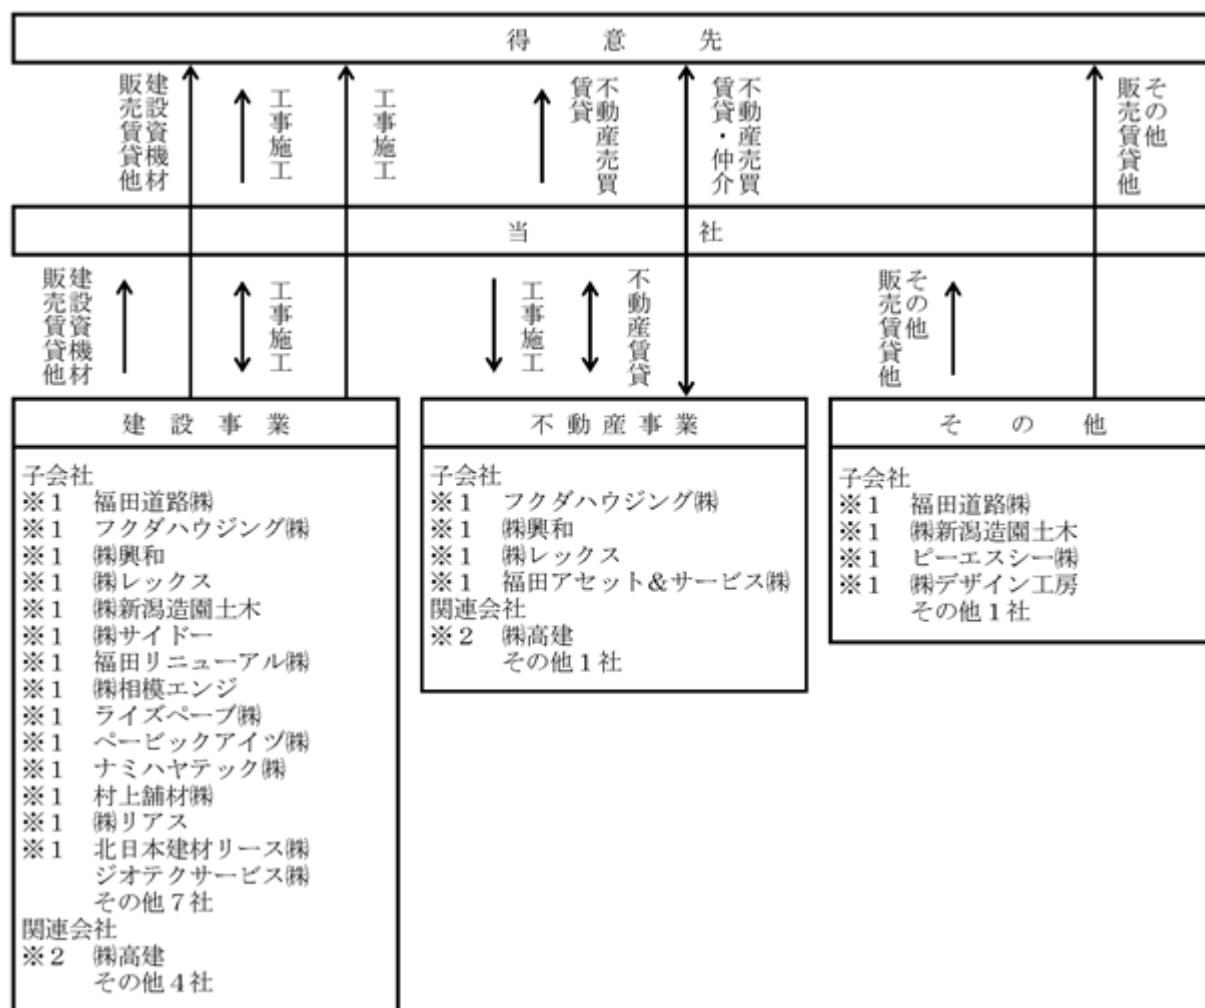 得意先
建設資機材
販売賃貸他
工事施工
工事施工
不動産売買
賃貸
不動産売買
賃貸・仲介
その他
販売賃貸他
当社
建設資機材
販売賃貸他
工事施工
工事施工
不動産賃貸
その他
販売賃貸他
建設事業
子会社
※1 福田道路㈱
※1 フクダハウジング㈱
※1 ㈱興和
※1 ㈱レックス
※1 ㈱新潟造園土木
※1 ㈱サイドー
※1 福田リニューアル㈱
※1 ㈱相模エンジ
※1 ライズペーブ㈱
※1 ペービックアイヅ㈱
※1 ナミハヤテック㈱
※1 村上舗材㈱
※1 ㈱リアス
※1 北日本建材リース㈱
ジオテクサービス㈱
その他7社
関連会社
※2 ㈱高建
その他4社
不動産事業
子会社
※1 フクダハウジング㈱
※1 ㈱興和
※1 ㈱レックス
※1 福田アセット&サービス㈱
関連会社
※2 ㈱高建
その他1社
その他
子会社
※1 福田道路㈱
※1 ㈱新潟造園土木
※1 ピーエスシー㈱
※1 ㈱デザイン工房
その他1社